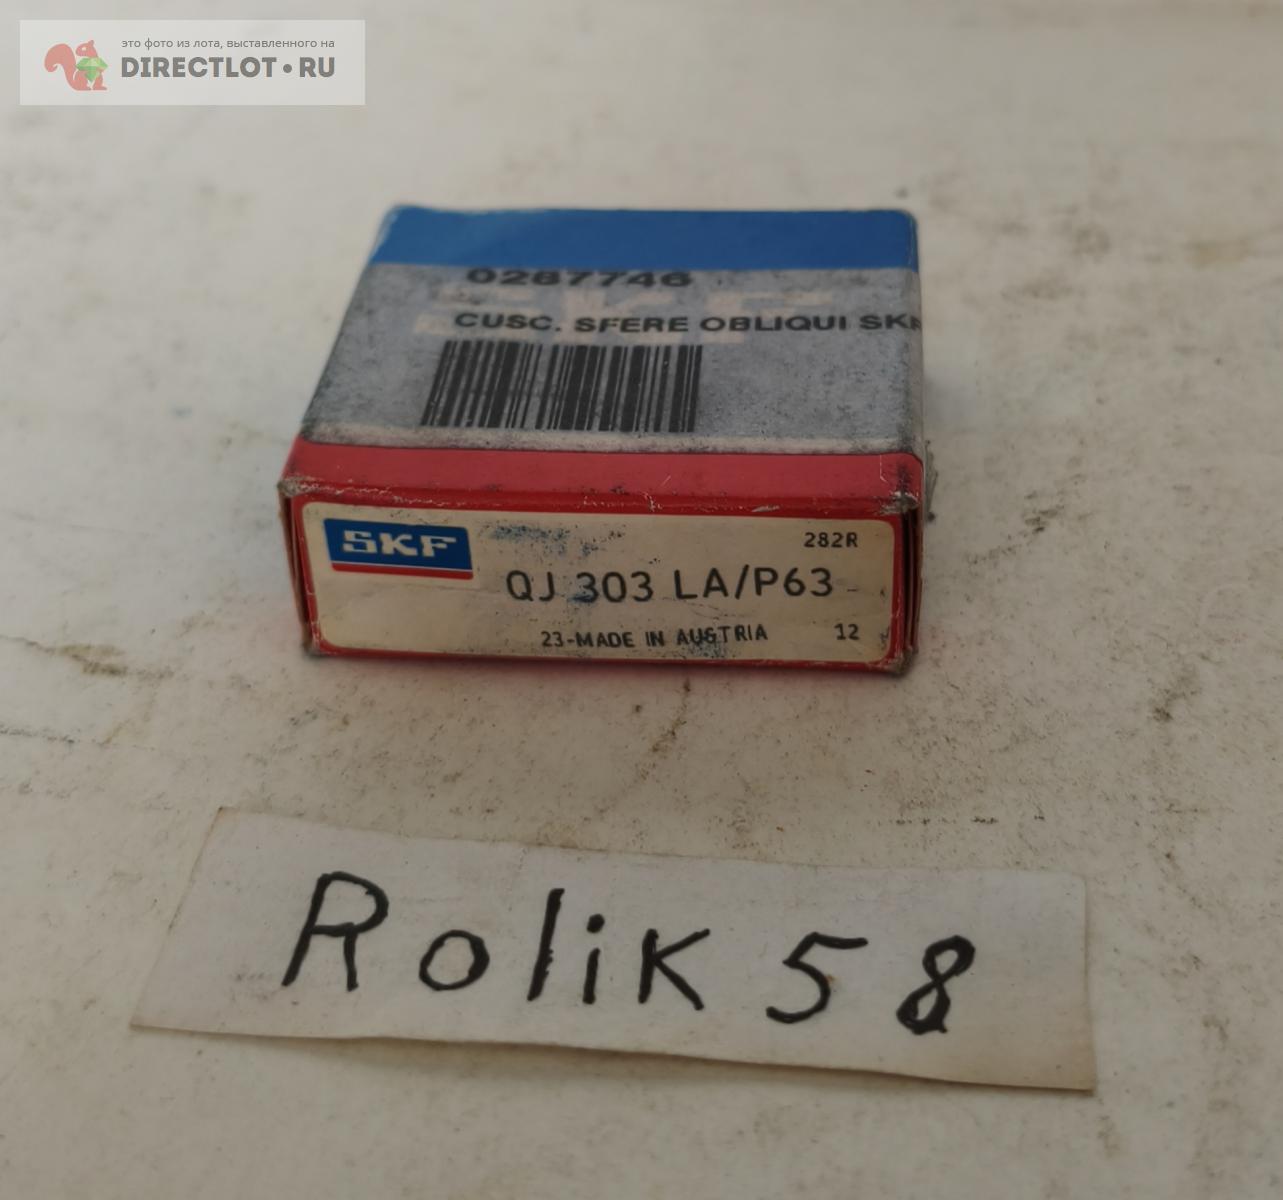 это фото из лота, выставленного на
DIRECTLOT•RU
0287746
SKF
CUSC. SFERE OBLIQUI SKF
SKF
282R
QJ 303 LA/P63
23-MADE IN AUSTRIA 12
Rolik 58